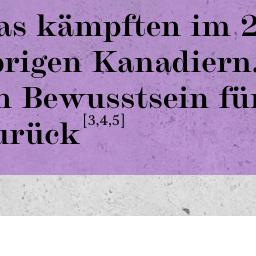 as kämpften im 2
origen Kanadiern.
n Bewusstsein für
urück[3,4,5]